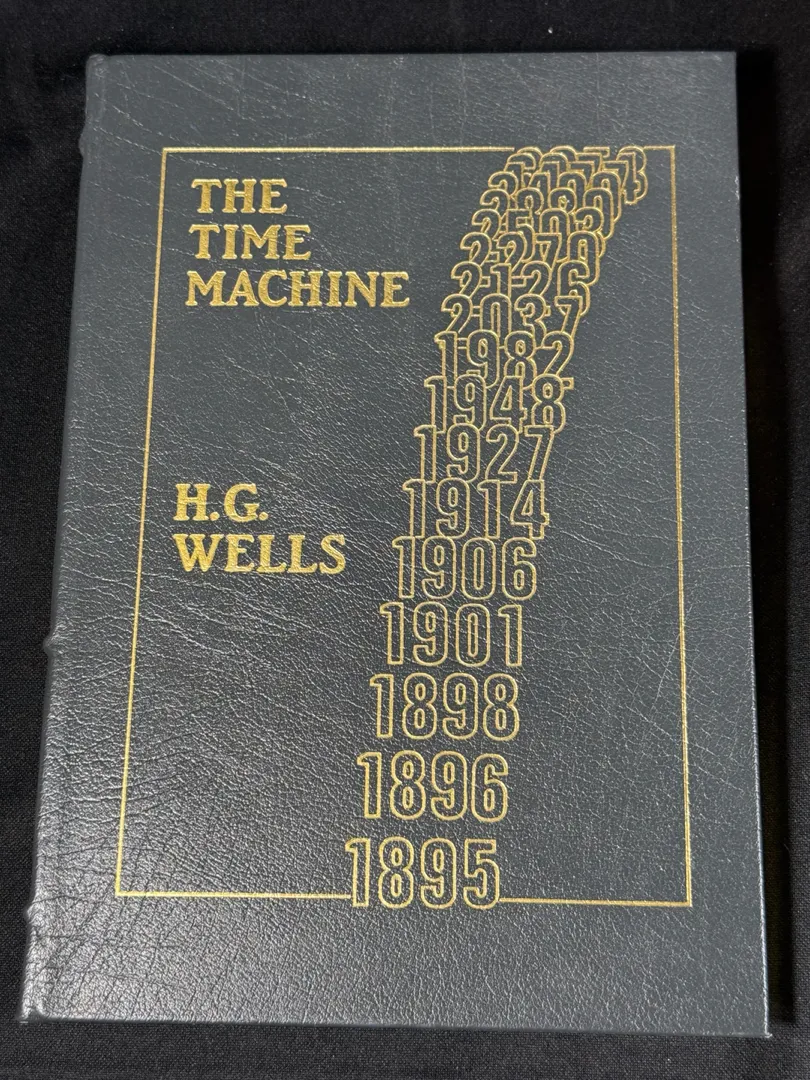 THE
TIME
MACHINE
H.G.
WELLS
2126
2037
1982
1948
1927
1914
1906
1901
1898
1896
1895